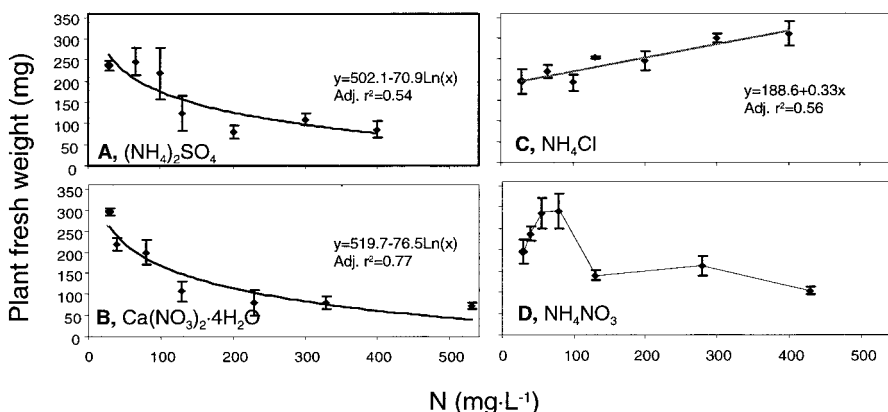 350
300
250
200
150
100
50
0
y=502.1-70.9Ln(x)
Adj. r²=0.54
A, (NH₄)₂SO₄
y=188.6+0.33x
Adj. r²=0.56
C, NH₄Cl
Plant fresh weight (mg)
350
300
250
200
150
100
50
0
y=519.7-76.5Ln(x)
Adj. r²=0.77
B, Ca(NO₃)₂·4H₂O
0 100 200 300 400 500
D, NH₄NO₃
0 100 200 300 400 500
N (mg·L⁻¹)